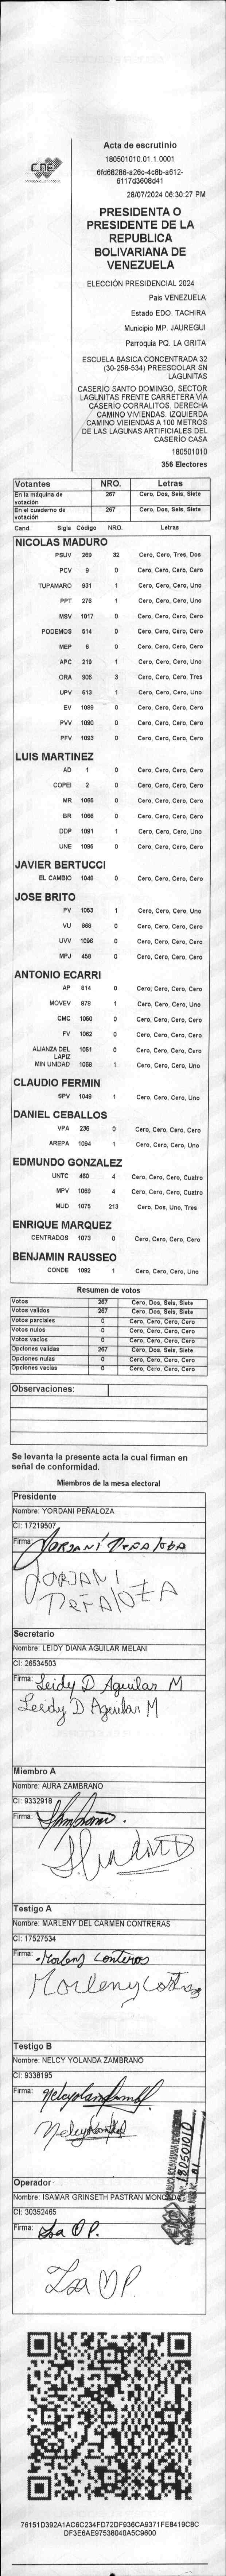 CNE
Acta de escrutinio
180501010.01.1.0001
6fd68286-a26c-4c8b-a612-
6117d3608d41
28/07/2024 06:30:27 PM
PRESIDENTA O
PRESIDENTE DE LA
REPUBLICA
BOLIVARIANA DE
VENEZUELA
ELECCIÓN PRESIDENCIAL 2024
País VENEZUELA
Estado EDO. TACHIRA
Municipio MP. JAUREGUI
Parroquia PQ. LA GRITA
ESCUELA BASICA CONCENTRADA 32
(30-258-534) PREESCOLAR SN
LAGUNITAS
CASERIO SANTO DOMINGO. SECTOR
LAGUNITAS FRENTE CARRETERA VÍA
CASERÍO CORRALITOS. DERECHA
CAMINO VIVIENDAS. IZQUIERDA
CAMINO VIEIENDAS A 100 METROS
DE LAS LAGUNAS ARTIFICIALES DEL
CASERÍO CASA
180501010
356 Electores
Votantes NRO. Letras
En la máquina de votación 267 Cero, Dos, Seis, Siete
En el cuaderno de votación 267 Cero, Dos, Seis, Siete
Cand. Sigla Código NRO. Letras
NICOLAS MADURO
PSUV 269 32 Cero, Cero, Tres, Dos
PCV 9 0 Cero, Cero, Cero, Cero
TUPAMARO 931 1 Cero, Cero, Cero, Uno
PPT 276 1 Cero, Cero, Cero, Uno
MSV 1017 0 Cero, Cero, Cero, Cero
PODEMOS 514 0 Cero, Cero, Cero, Cero
MEP 6 0 Cero, Cero, Cero, Cero
APC 219 1 Cero, Cero, Cero, Uno
ORA 806 3 Cero, Cero, Cero, Tres
UPV 613 1 Cero, Cero, Cero, Uno
EV 1089 0 Cero, Cero, Cero, Cero
PVV 1090 0 Cero, Cero, Cero, Cero
PFV 1093 0 Cero, Cero, Cero, Cero
LUIS MARTINEZ
AD 1 0 Cero, Cero, Cero, Cero
COPEI 2 0 Cero, Cero, Cero, Cero
MR 1065 0 Cero, Cero, Cero, Cero
BR 1066 0 Cero, Cero, Cero, Cero
DDP 1091 1 Cero, Cero, Cero, Uno
UNE 1095 0 Cero, Cero, Cero, Cero
JAVIER BERTUCCI
EL CAMBIO 1048 0 Cero, Cero, Cero, Cero
JOSE BRITO
PV 1053 1 Cero, Cero, Cero, Uno
VU 868 0 Cero, Cero, Cero, Cero
UVV 1096 0 Cero, Cero, Cero, Cero
MPJ 458 0 Cero, Cero, Cero, Cero
ANTONIO ECARRI
AP 814 0 Cero, Cero, Cero, Cero
MOVEV 978 1 Cero, Cero, Cero, Uno
CMC 1050 0 Cero, Cero, Cero, Cero
FV 1062 0 Cero, Cero, Cero, Cero
ALIANZA DEL LAPIZ 1051 0 Cero, Cero, Cero, Cero
MIN UNIDAD 1068 1 Cero, Cero, Cero, Uno
CLAUDIO FERMIN
SPV 1049 1 Cero, Cero, Cero, Uno
DANIEL CEBALLOS
VPA 236 0 Cero, Cero, Cero, Cero
AREPA 1094 1 Cero, Cero, Cero, Uno
EDMUNDO GONZALEZ
UNTC 460 4 Cero, Cero, Cero, Cuatro
MPV 1069 4 Cero, Cero, Cero, Cuatro
MUD 1075 213 Cero, Dos, Uno, Tres
ENRIQUE MARQUEZ
CENTRADOS 1073 0 Cero, Cero, Cero, Cero
BENJAMIN RAUSSEO
CONDE 1092 1 Cero, Cero, Cero, Uno
Resumen de votos
Votos 267 Cero, Dos, Seis, Siete
Votos validos 267 Cero, Dos, Seis, Siete
Votos parciales 0 Cero, Cero, Cero, Cero
Votos nulos 0 Cero, Cero, Cero, Cero
Votos vacios 0 Cero, Cero, Cero, Cero
Opciones validas 267 Cero, Dos, Seis, Siete
Opciones nulas 0 Cero, Cero, Cero, Cero
Opciones vacias 0 Cero, Cero, Cero, Cero
Observaciones:
Se levanta la presente acta la cual firman en
señal de conformidad.
Miembros de la mesa electoral
Presidente
Nombre: YORDANI PEÑALOZA
CI: 17219507
Firma: YORDANI PEÑALOZA
YORDANI
PEÑALOZA
Secretario
Nombre: LEIDY DIANA AGUILAR MELANI
CI: 26534503
Firma: Leidy D Aguilar M
Leidy D Aguilar M
Miembro A
Nombre: AURA ZAMBRANO
CI: 9332918
Firma:
Testigo A
Nombre: MARLENY DEL CARMEN CONTRERAS
CI: 17527534
Firma: Marleny Contreras
Testigo B
Nombre: NELCY YOLANDA ZAMBRANO
CI: 9338195
Firma:
180501010
Operador
Nombre: ISAMAR GRINSETH PASTRAN
CI: 30352465
Firma: Isa O P.
Isa O P.
76151D392A1AC6C234FD72DF936CA9371FEB419C8C
DF3E6AE97538040A5C9600